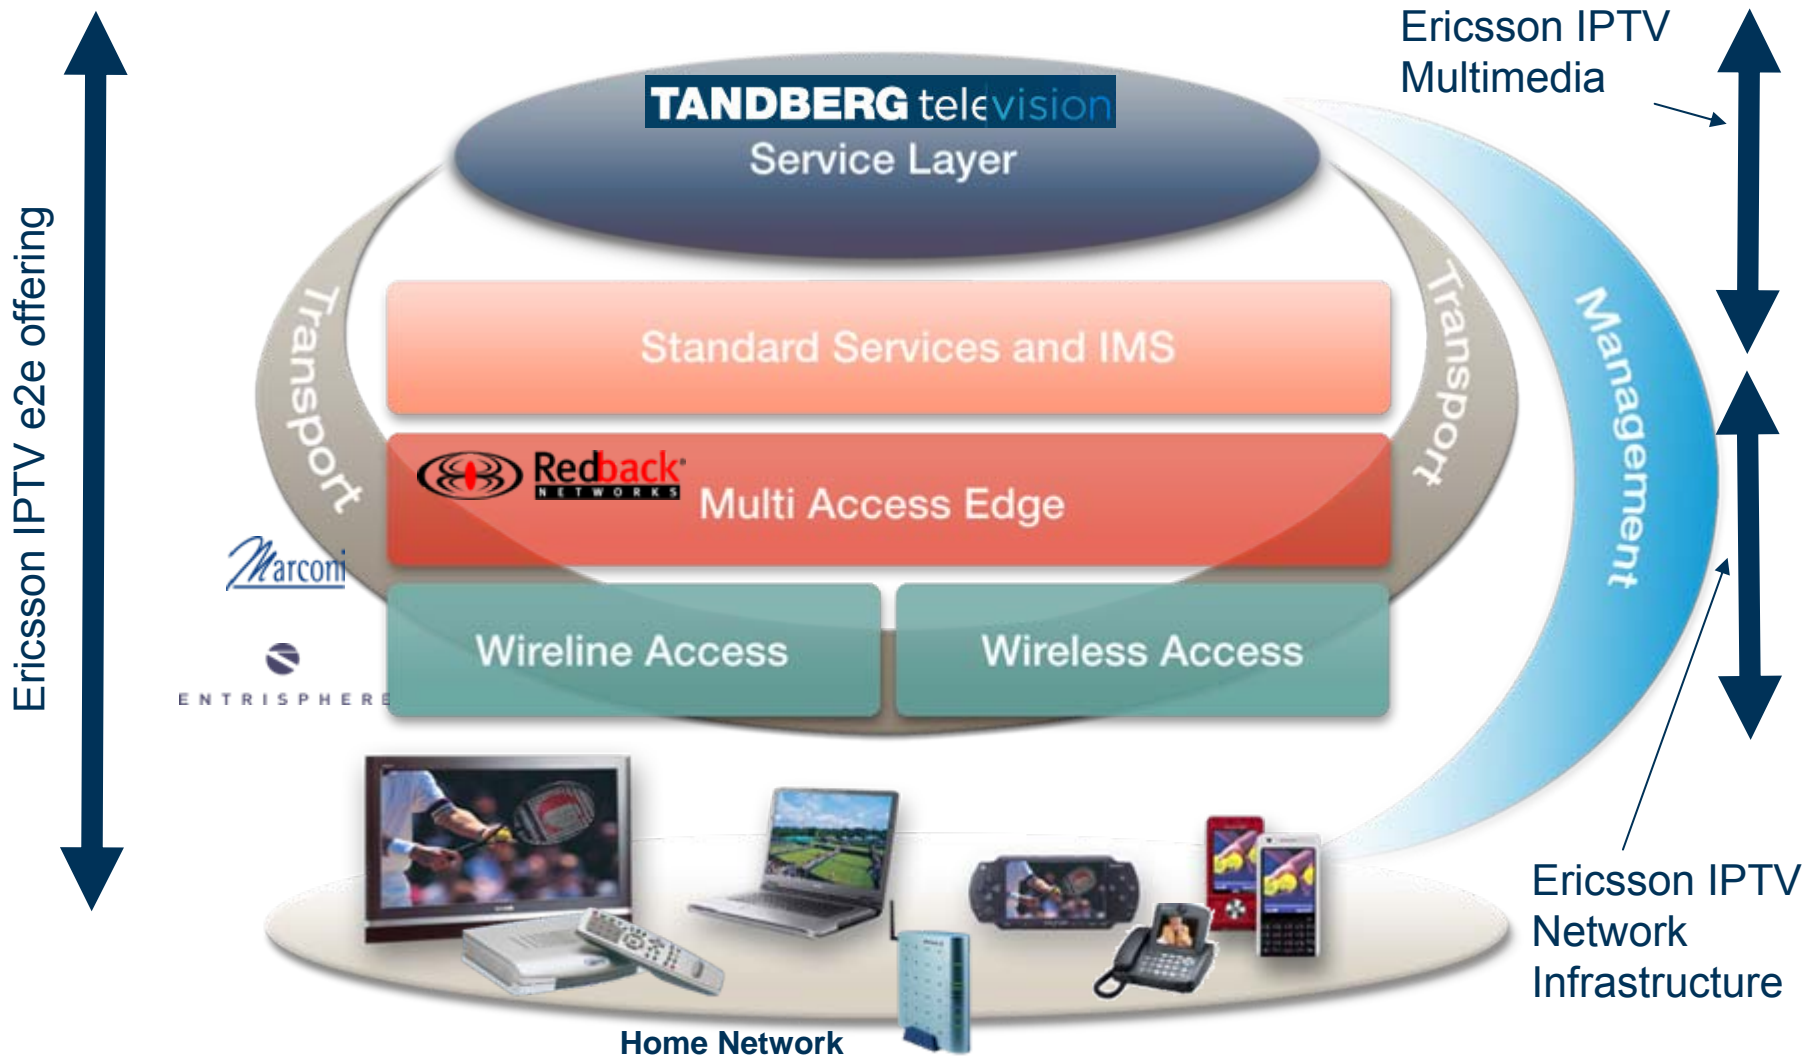 Ericsson IPTV
Multimedia
TANDBERG television
Service Layer
Ericsson IPTV e2e offering
Transport
Transport
Management
Standard Services and IMS
Redback
NETWORKS
Multi Access Edge
Marconi
Wireline Access
Wireless Access
ENTRISPHERE
Ericsson IPTV
Network
Infrastructure
Home Network